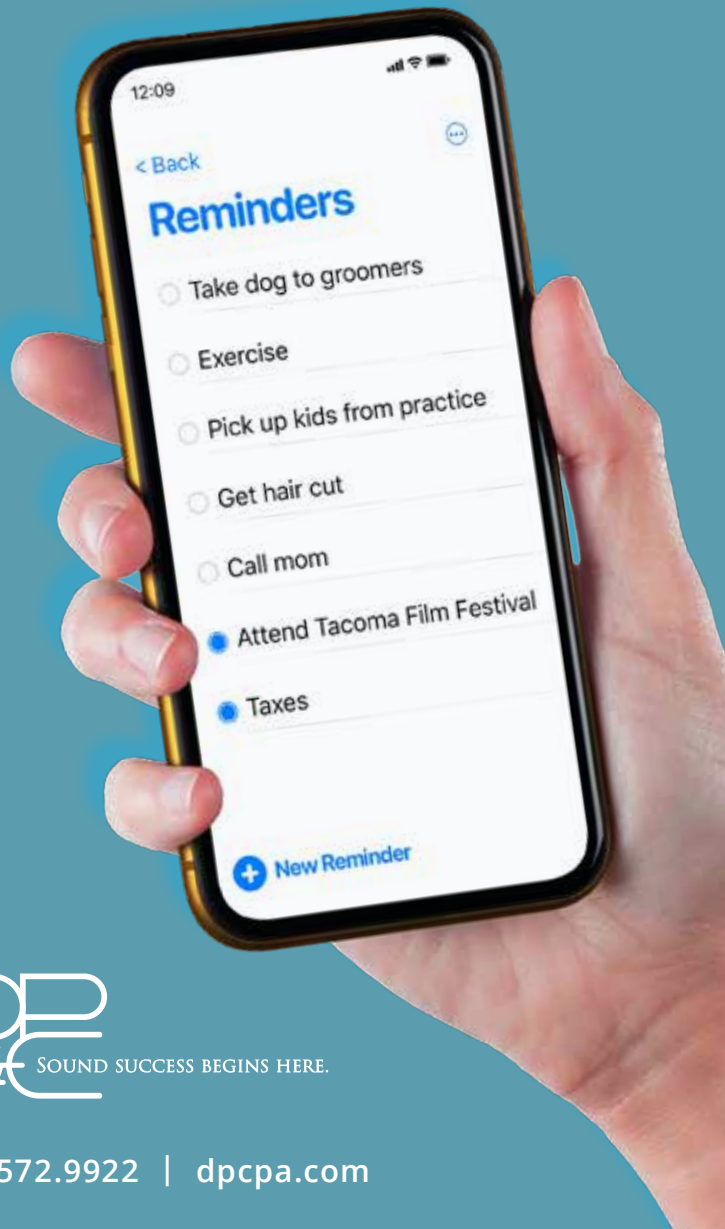 12:09
< Back
Reminders
Take dog to groomers
Exercise
Pick up kids from practice
Get hair cut
Call mom
Attend Tacoma Film Festival
Taxes
New Reminder
SOUND SUCCESS BEGINS HERE.
572.9922 | dpcpa.com